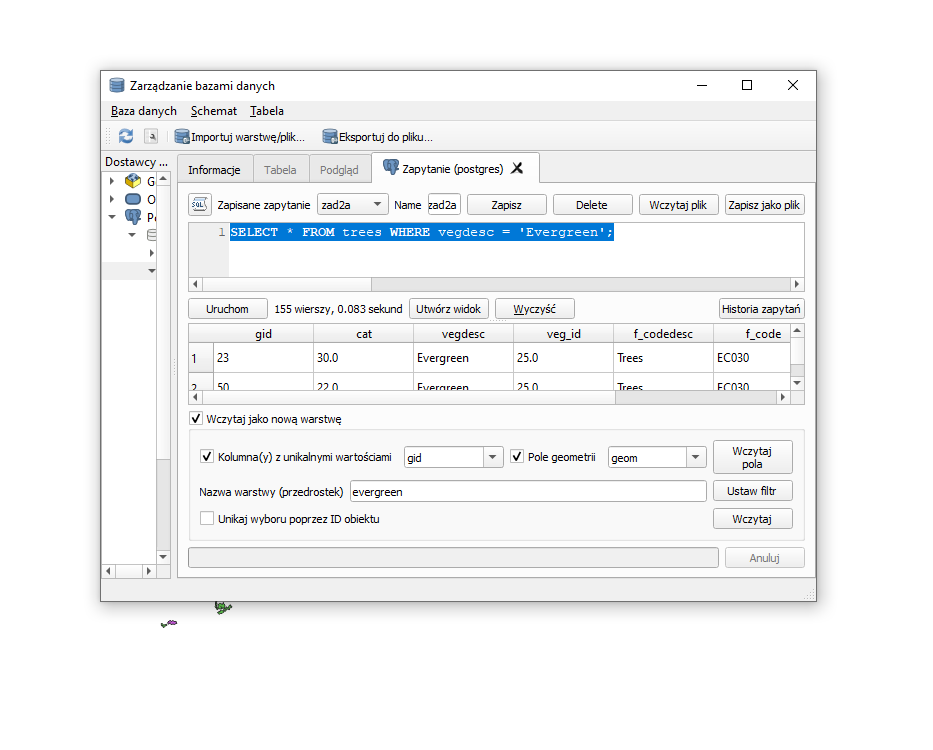 Zarządzanie bazami danych
Baza danych Schemat Tabela
Importuj warstwę/plik... Eksportuj do pliku...
Dostawcy ...
G
O
Informacje Tabela Podgląd Zapytanie (postgres)
SQL Zapisane zapytanie zad2a Name zad2a Zapisz Delete Wczytaj plik Zapisz jako plik
1 SELECT * FROM trees WHERE vegdesc = 'Evergreen';
Uruchom 155 wierszy, 0.083 sekund Utwórz widok Wyczyść Historia zapytań
gid cat vegdesc veg_id f_codedesc f_code
1 23 30.0 Evergreen 25.0 Trees EC030
2 50 22.0 Evergreen 25.0 Trees EC030
Wczytaj jako nową warstwę
Kolumna(y) z unikalnymi wartościami gid Pole geometrii geom Wczytaj pola
Nazwa warstwy (przedrostek) evergreen Ustaw filtr
Unikaj wyboru poprzez ID obiektu Wczytaj
Anuluj